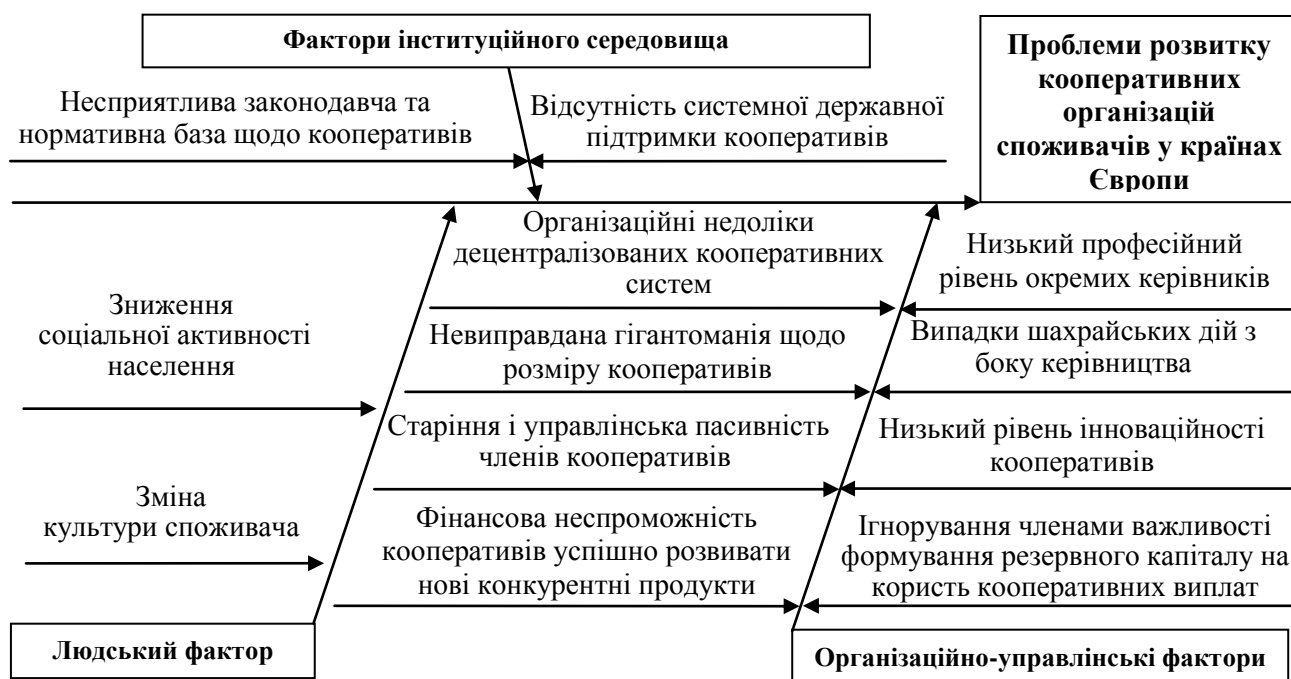 Фактори інституційного середовища
Проблеми розвитку
кооперативних
організацій
споживачів у країнах
Європи
Несприятлива законодавча та
нормативна база щодо кооперативів
Відсутність системної державної
підтримки кооперативів
Організаційні недоліки
децентралізованих кооперативних
систем
Низький професійний
рівень окремих керівників
Зниження
соціальної активності
населення
Невиправдана гігантоманія щодо
розміру кооперативів
Випадки шахрайських дій з
боку керівництва
Старіння і управлінська пасивність
членів кооперативів
Низький рівень інноваційності
кооперативів
Зміна
культури споживача
Фінансова неспроможність
кооперативів успішно розвивати
нові конкурентні продукти
Ігнорування членами важливості
формування резервного капіталу на
користь кооперативних виплат
Людський фактор
Організаційно-управлінські фактори